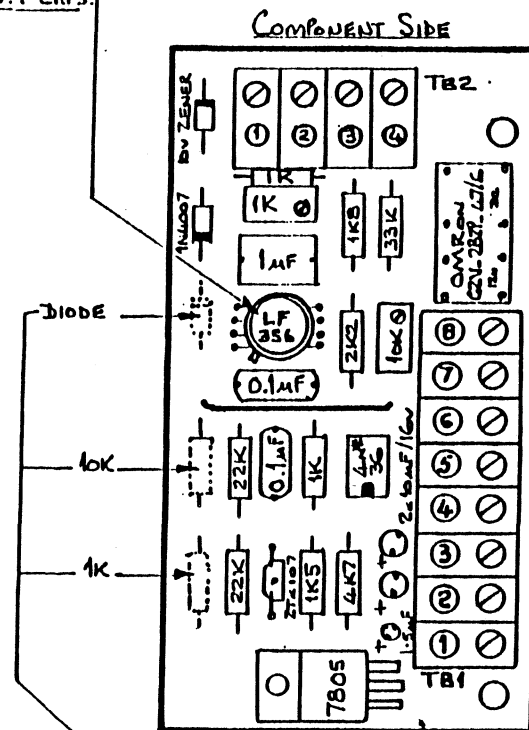 COMPONENT SIDE
TB2
10V ZENER
1 2 3 4
1K
1K
1N4007
1µF
1K8
33K
OMRON
DIODE
L.F
356
2K2
10K
0.1µF
8
7
6
5
4
3
2
1
10K
22K
0.1µF
1K
36
1K
22K
1K5
4K7
7805
TB1